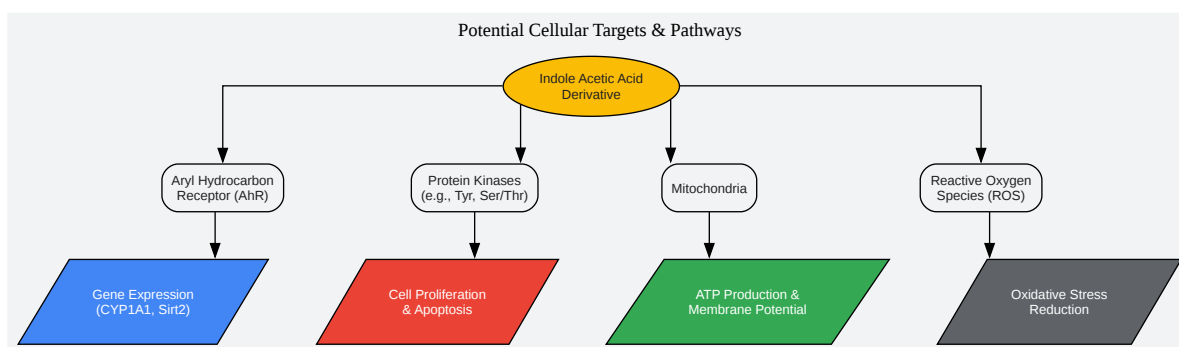 Potential Cellular Targets & Pathways
Indole Acetic Acid
Derivative
Aryl Hydrocarbon
Receptor (AhR)
Protein Kinases
(e.g., Tyr, Ser/Thr)
Mitochondria
Reactive Oxygen
Species (ROS)
Gene Expression
(CYP1A1, Sirt2)
Cell Proliferation
& Apoptosis
ATP Production &
Membrane Potential
Oxidative Stress
Reduction